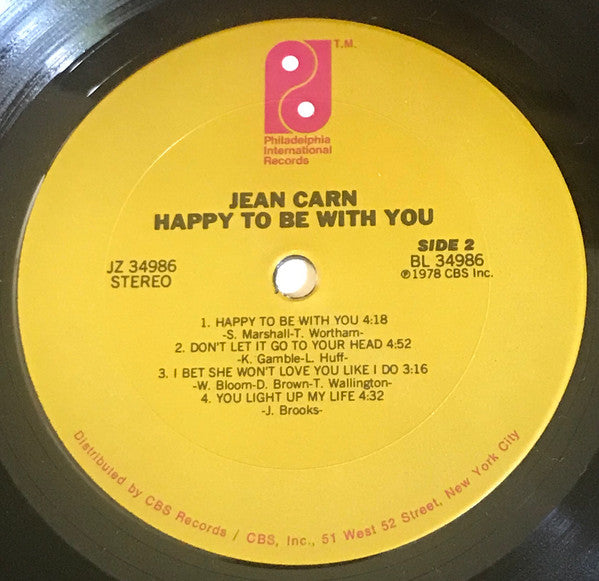 T.M.
Philadelphia
International
Records
JEAN CARN
HAPPY TO BE WITH YOU
JZ 34986
STEREO
SIDE 2
BL 34986
℗1978 CBS Inc.
1. HAPPY TO BE WITH YOU 4:18
-S. Marshall-T. Wortham-
2. DON'T LET IT GO TO YOUR HEAD 4:52
-K. Gamble-L. Huff-
3. I BET SHE WON'T LOVE YOU LIKE I DO 3:16
-W. Bloom-D. Brown-T. Wallington-
4. YOU LIGHT UP MY LIFE 4:32
-J. Brooks-
Distributed by CBS Records / CBS, Inc., 51 West 52 Street, New York City